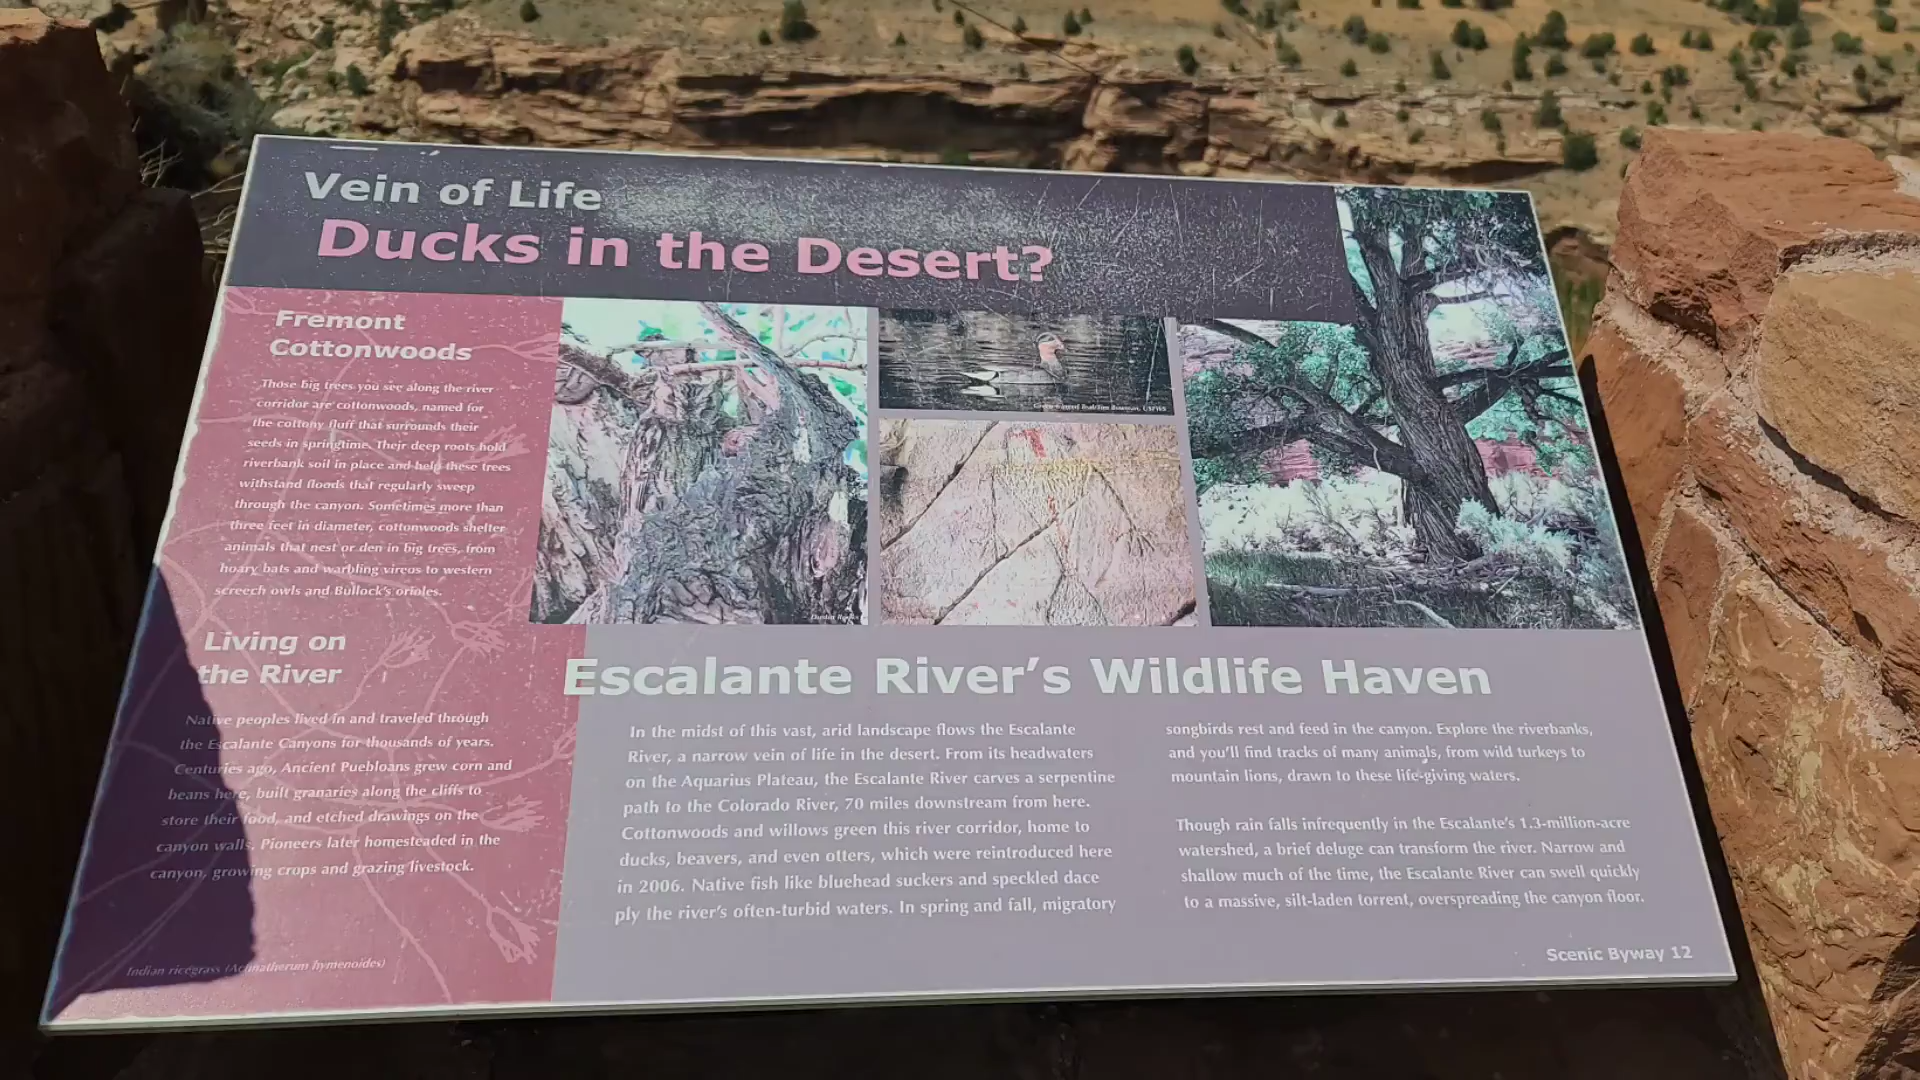 Vein of Life
Ducks in the Desert?
Fremont
Cottonwoods
Those big trees you see along the river
corridor are cottonwoods, named for
the cottony fluff that surrounds their
seeds in springtime. Their deep roots hold
riverbank soil in place and help these trees
withstand floods that regularly sweep
through the canyon. Sometimes more than
three feet in diameter, cottonwoods shelter
animals that nest or den in big trees, from
hoary bats and warbling vireos to western
screech owls and Bullock's orioles.
Living on
the River
Native peoples lived in and traveled through
the Escalante Canyons for thousands of years.
Centuries ago, Ancient Puebloans grew corn and
beans here, built granaries along the cliffs to
store their food, and etched drawings on the
canyon walls. Pioneers later homesteaded in the
canyon, growing crops and grazing livestock.
Indian ricegrass (Achnatherum hymenoides)
Green-winged Teal/Tim Bowman, USFWS
Escalante River's Wildlife Haven
In the midst of this vast, arid landscape flows the Escalante
River, a narrow vein of life in the desert. From its headwaters
on the Aquarius Plateau, the Escalante River carves a serpentine
path to the Colorado River, 70 miles downstream from here.
Cottonwoods and willows green this river corridor, home to
ducks, beavers, and even otters, which were reintroduced here
in 2006. Native fish like bluehead suckers and speckled dace
ply the river's often-turbid waters. In spring and fall, migratory
songbirds rest and feed in the canyon. Explore the riverbanks,
and you'll find tracks of many animals, from wild turkeys to
mountain lions, drawn to these life-giving waters.
Though rain falls infrequently in the Escalante's 1.3-million-acre
watershed, a brief deluge can transform the river. Narrow and
shallow much of the time, the Escalante River can swell quickly
to a massive, silt-laden torrent, overspreading the canyon floor.
Scenic Byway 12